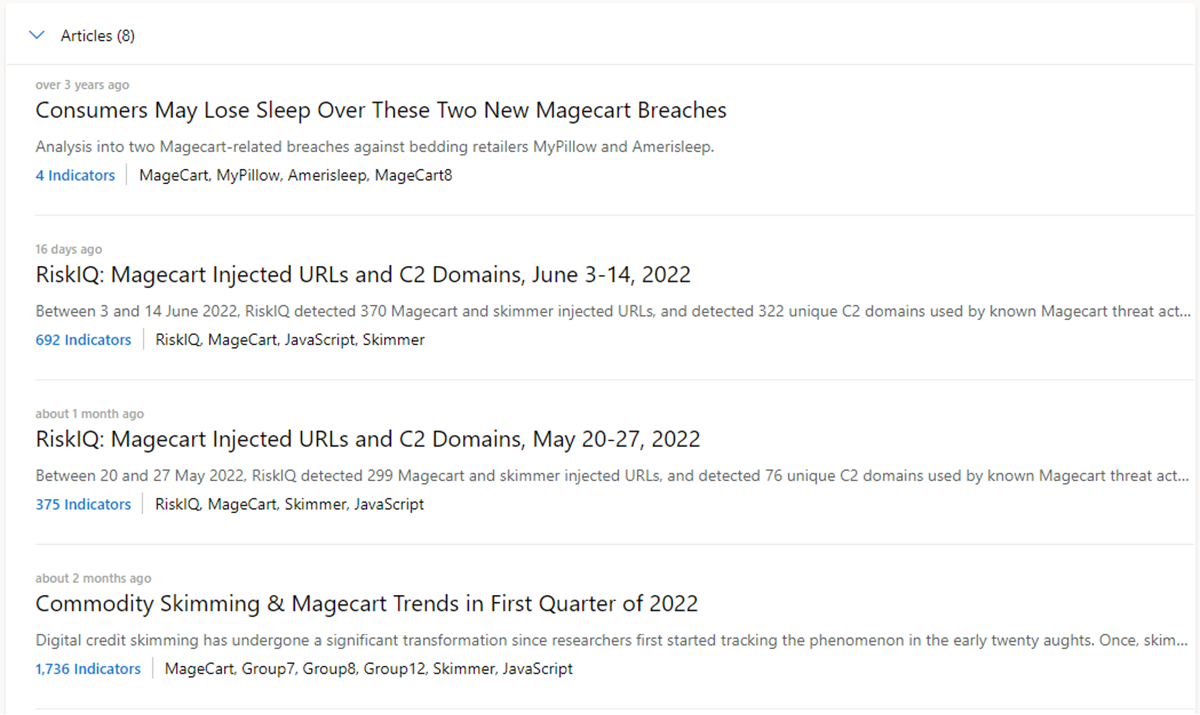 Articles (8)
over 3 years ago
Consumers May Lose Sleep Over These Two New Magecart Breaches
Analysis into two Magecart-related breaches against bedding retailers MyPillow and Amerisleep.
4 Indicators MageCart, MyPillow, Amerisleep, MageCart8
16 days ago
RiskIQ: Magecart Injected URLs and C2 Domains, June 3-14, 2022
Between 3 and 14 June 2022, RiskIQ detected 370 Magecart and skimmer injected URLs, and detected 322 unique C2 domains used by known Magecart threat act...
692 Indicators RiskIQ, MageCart, JavaScript, Skimmer
about 1 month ago
RiskIQ: Magecart Injected URLs and C2 Domains, May 20-27, 2022
Between 20 and 27 May 2022, RiskIQ detected 299 Magecart and skimmer injected URLs, and detected 76 unique C2 domains used by known Magecart threat act...
375 Indicators RiskIQ, MageCart, Skimmer, JavaScript
about 2 months ago
Commodity Skimming & Magecart Trends in First Quarter of 2022
Digital credit skimming has undergone a significant transformation since researchers first started tracking the phenomenon in the early twenty aughts. Once, skim...
1,736 Indicators MageCart, Group7, Group8, Group12, Skimmer, JavaScript